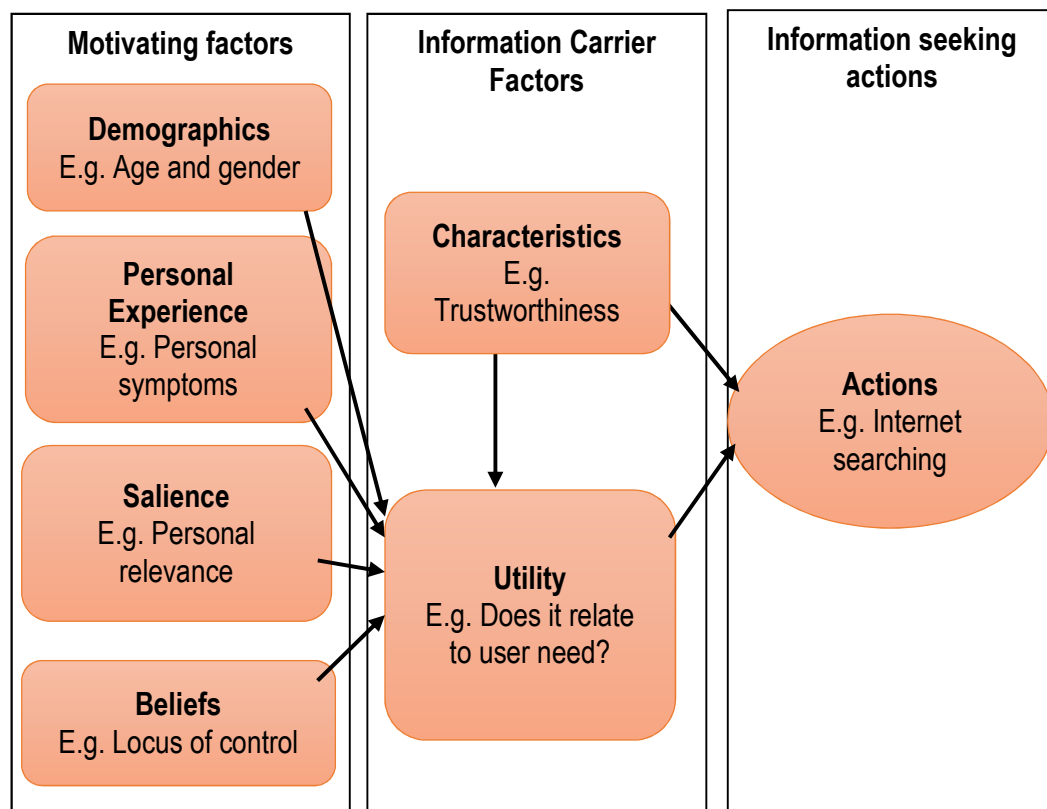 Motivating factors
Demographics
E.g. Age and gender
Personal
Experience
E.g. Personal
symptoms
Salience
E.g. Personal
relevance
Beliefs
E.g. Locus of control
Information Carrier
Factors
Characteristics
E.g.
Trustworthiness
Utility
E.g. Does it relate
to user need?
Information seeking
actions
Actions
E.g. Internet
searching